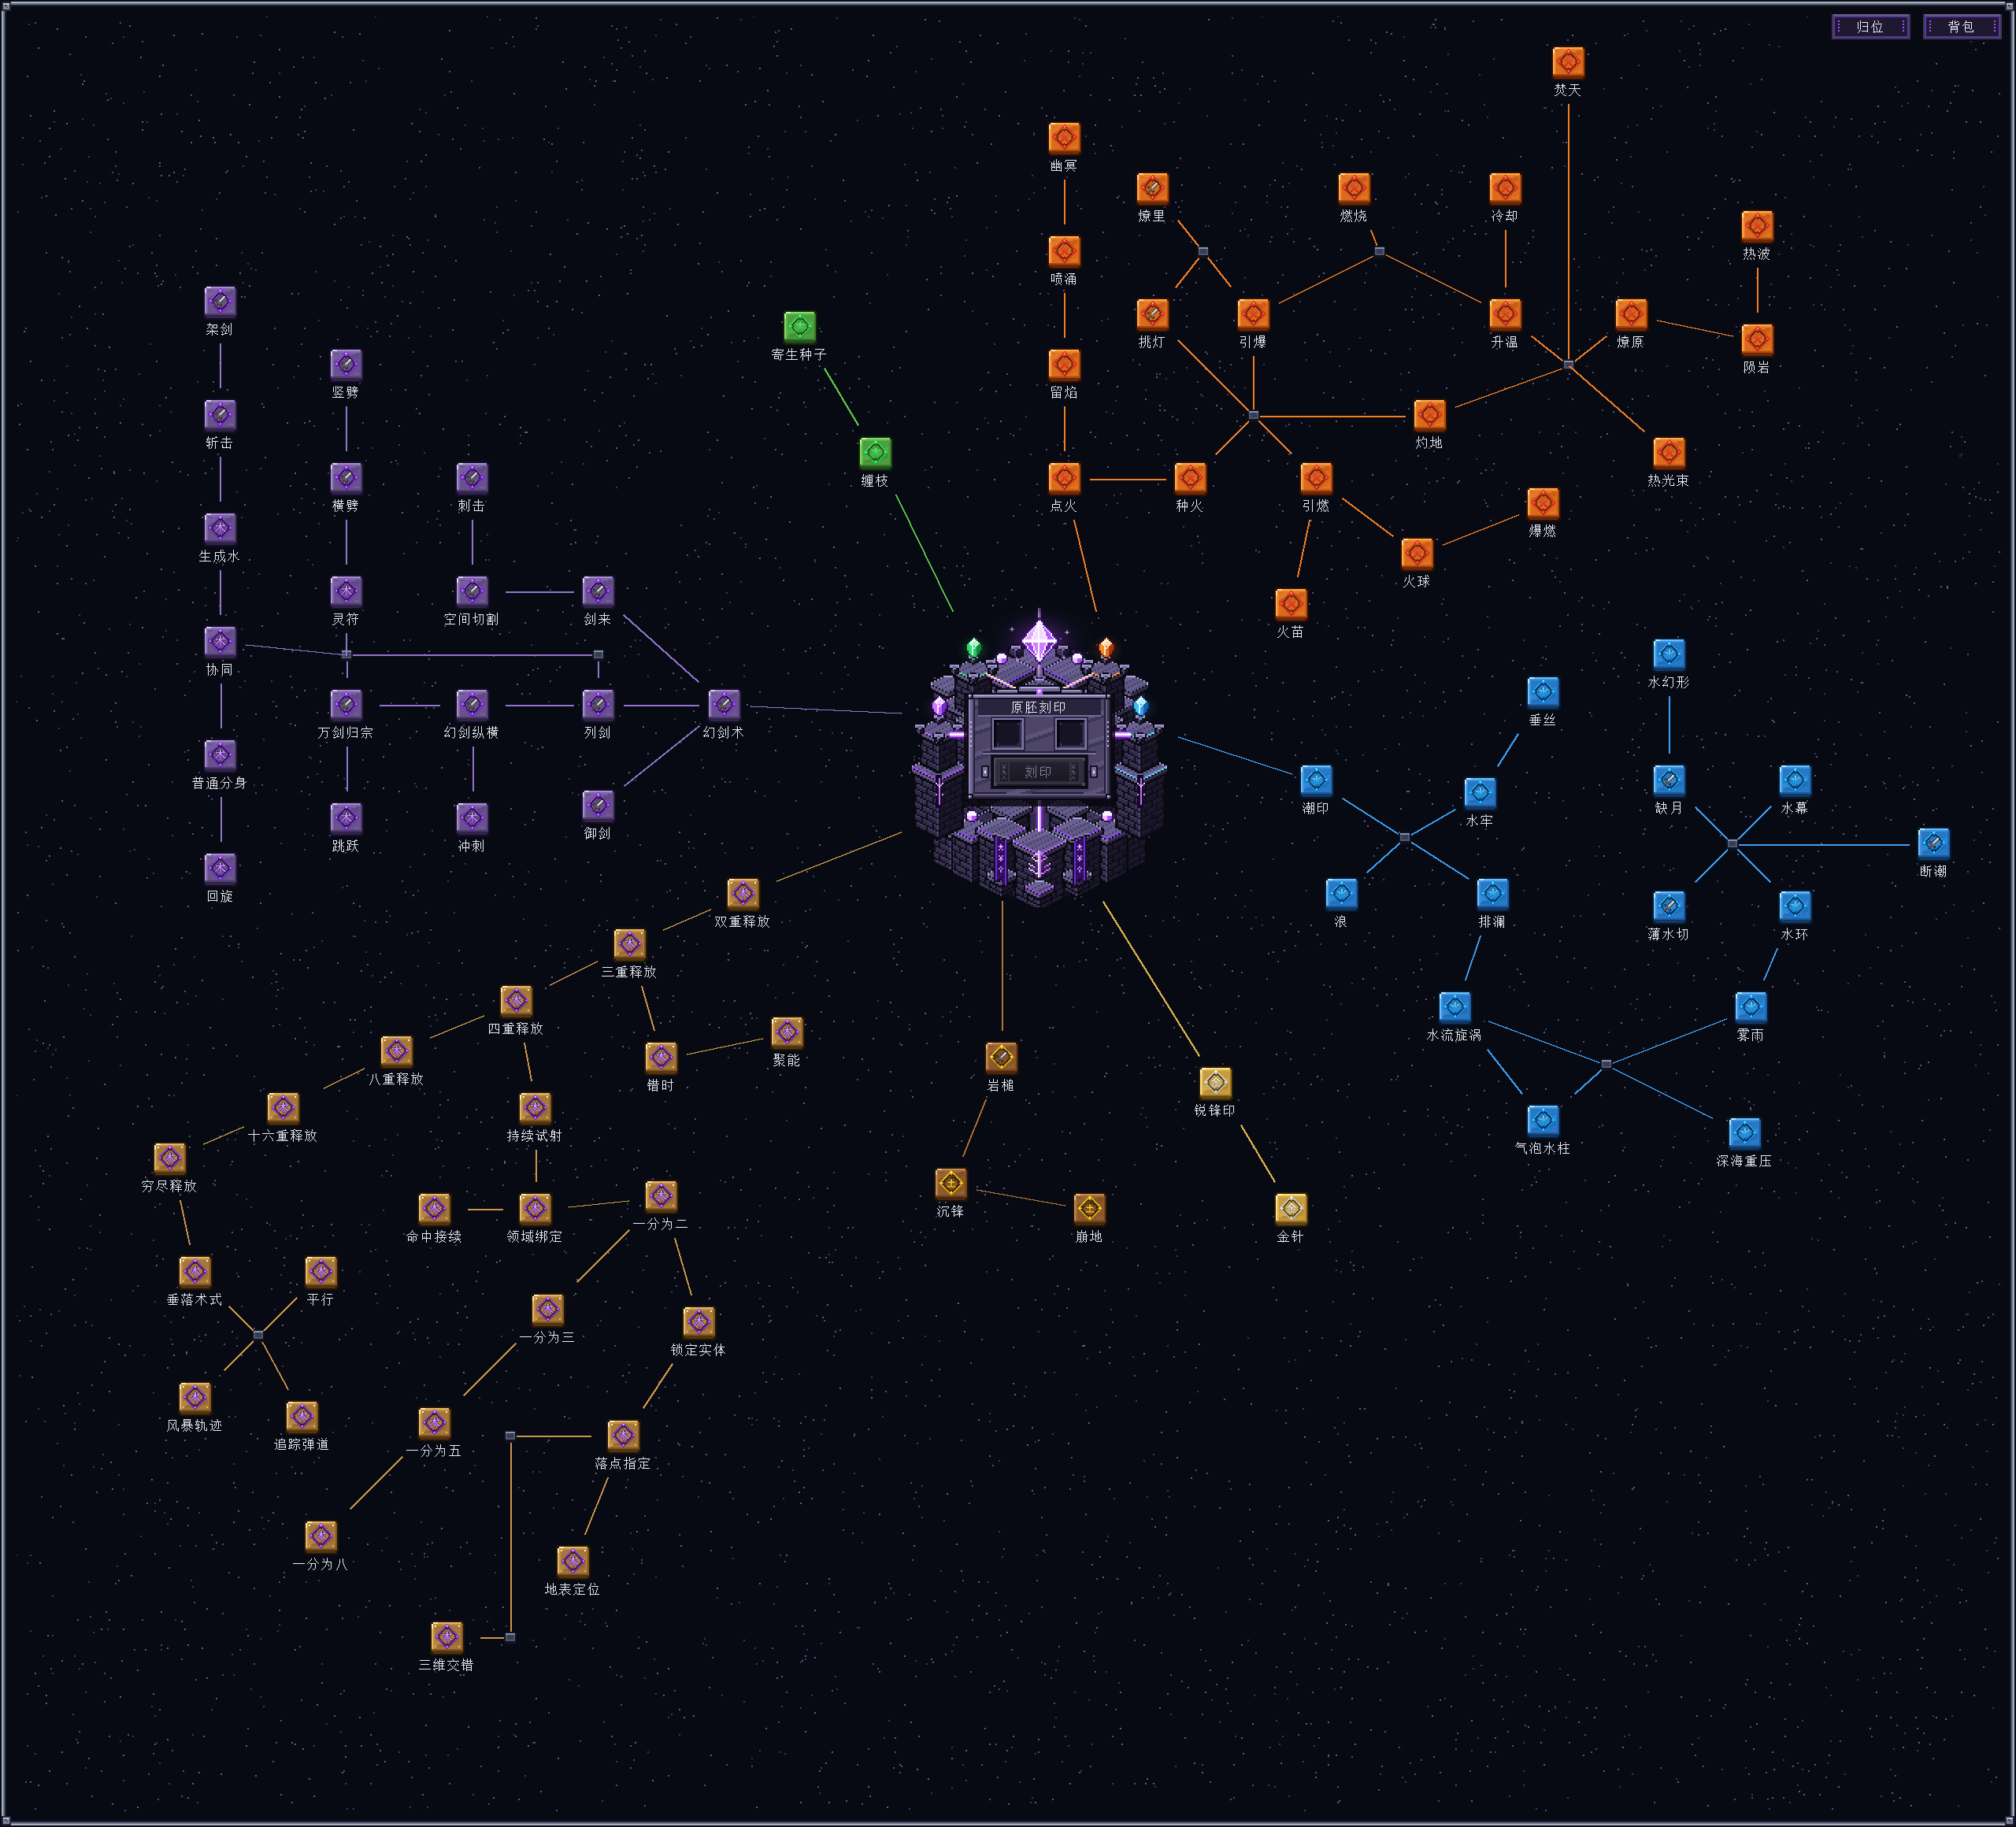 归位
背包
焚天
幽冥
燎里
燃烧
冷却
热波
喷涌
架剑
挑灯
引爆
升温
燎原
寄生种子
陨岩
竖劈
留焰
斩击
灼地
缠枝
热光束
横劈
刺击
点火
种火
引燃
爆燃
生成水
火球
灵符
空间切割
剑来
火苗
协同
水幻形
原胚刻印
垂丝
万剑归宗
幻剑纵横
列剑
幻剑术
刻印
普通分身
潮印
水牢
缺月
水幕
跳跃
冲刺
御剑
断潮
回旋
双重释放
浪
排澜
薄水切
水环
三重释放
四重释放
水流旋涡
雾雨
聚能
八重释放
错时
岩槌
锐锋印
十六重释放
持续试射
气泡水柱
深海重压
穷尽释放
沉锋
一分为二
命中接续
领域绑定
崩地
金针
垂落术式
平行
一分为三
锁定实体
风暴轨迹
追踪弹道
一分为五
落点指定
一分为八
地表定位
三维交错